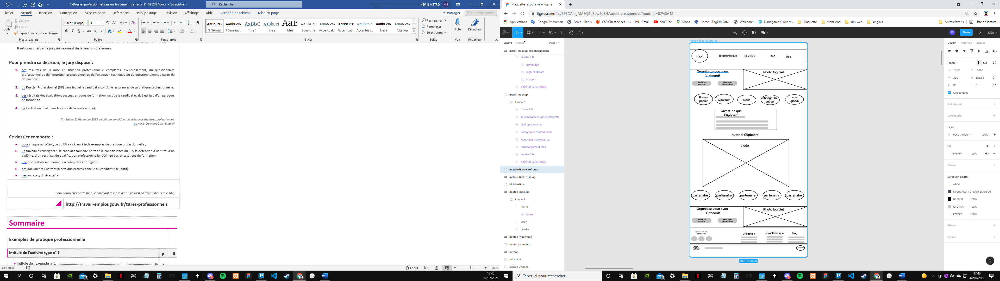 1-Dossier_professionnel_version_traitement_de_texte_11_09_2017.docx - Enregistré
Rechercher
KEVIN METRO
KM
Fichier Accueil Insertion Conception Mise en page Références Publipostage Révision Affichage Aide Création de tableau Mise en page
Partager
Commentaires
Coller
Couper
Copier
Reproduire la mise en forme
Presse-papiers
Calibri (Corps) 11
Police
Paragraphe
¶ Normal ¶ Sans int... Titre 1 Titre 2 Titre Sous-titre Accentuat... Accentuat... Accentuat... Élevé Citation
Styles
Rechercher
Remplacer
Sélectionner
Édition
Dicter
Voix
Rédacteur
Rédacteur
Il est consulté par le jury au moment de la session d'examen.
Pour prendre sa décision, le jury dispose :
1. des résultats de la mise en situation professionnelle complétés, éventuellement, du questionnaire
professionnel ou de l'entretien professionnel ou de l'entretien technique ou du questionnement à partir de
productions.
2. du Dossier Professionnel (DP) dans lequel le candidat a consigné les preuves de sa pratique professionnelle.
3. des résultats des évaluations passées en cours de formation lorsque le candidat évalué est issu d'un parcours
de formation
4. de l'entretien final (dans le cadre de la session titre).
[Arrêté du 22 décembre 2015, relatif aux conditions de délivrance des titres professionnels
du ministère chargé de l'Emploi]
Ce dossier comporte :
pour chaque activité-type du titre visé, un à trois exemples de pratique professionnelle ;
un tableau à renseigner si le candidat souhaite porter à la connaissance du jury la détention d'un titre, d'un
diplôme, d'un certificat de qualification professionnelle (CQP) ou des attestations de formation ;
une déclaration sur l'honneur à compléter et à signer ;
des documents illustrant la pratique professionnelle du candidat (facultatif)
des annexes, si nécessaire.
Pour compléter ce dossier, le candidat dispose d'un site web en accès libre sur le site.
http://travail-emploi.gouv.fr/titres-professionnels
Sommaire
Exemples de pratique professionnelle
Intitulé de l'activité-type n° 1 p. 5
Intitulé de l'exemple n° 1 p. p.
834 mots
Focus
100 %
17:40
12/07/2021
Maquette responsive – Figma
figma.com/file/B9EOAlugAfAEGj6aBbw4qB/Maquette-responsive?node-id=82%3A43
Applications Google Traduction Replit - Repls CSS Cheat Sheet - I... Gmail YouTube Maps Home - English Por... Welcome! Nautigames | Sport... Maquette front-end dev web anglais Autres favoris Liste de lecture
K
Share
139%
Layers Assets Page 1
mobil-mockup-téléchargement
header 2.0
navigation
logo-clipboard
image 1
iOS/Status Bar/Black
mobil-mockup
Frame 3
footer 2.0
Téléchargement phone/tablette
vidéo/partenaires
Paragraphe d'introduction
icone-avantage-destop
téléchargement mac
header 2.0
iOS/Status Bar/Black
mobile-first-wireframe
mobile-first-zonning
Mobile-title
destop-mockup
Frame 3
footer
footer
body
header
destop-wireframe
destop-zonning
Destop
personna
Design System
mobile-first-wireframe
logo caractéristique Utilisation FAQ Blog
Organisez-vous avec
Clipboard!
Télécharger
pour mac
Télécharger
pour windows
Photo logiciel
Presse
papier
texte pur
cloud
changer la
police
vue
global
Qu'est-ce que
Clipboard
tutoriel Clipboard
vidéo
partenaire partenaire partenaire partenaire partenaire
Organisez-vous avec
Clipboard!
Télécharger
pour mac
Télécharger
pour windows
Photo logiciel
suivez nous sur
les réseaux!
Utilisation caractéristique Blog
C
Clipboard
360 × 658.56
Design Prototype Inspect
Frame
X -2467 Y -5694
W 360 H 658.56
0° 0
Clip content
Auto layout
Layout grid
Layer
Pass through 100%
Fill
FFFFFF 100%
Stroke
Selection colors
white
Neutral-Dark Grayish Blue-500
000000 100%
C4C4C4 100%
FFFFFF 100%
Effects
Export
?
Taper ici pour rechercher
17:40
12/07/2021